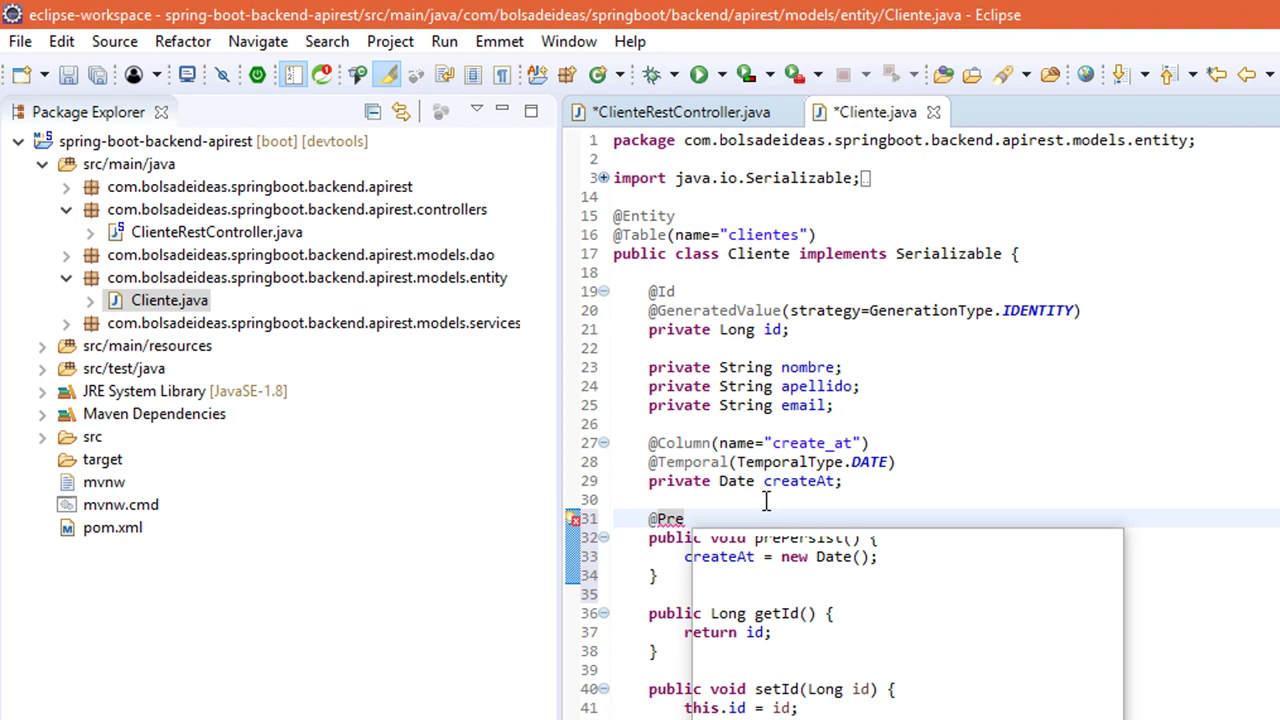 eclipse-workspace - spring-boot-backend-apirest/src/main/java/com/bolsadeideas/springboot/backend/apirest/models/entity/Cliente.java - Eclipse
File Edit Source Refactor Navigate Search Run Project Run Emmet Window Help
Package Explorer
*ClienteRestController.java *Cliente.java
spring-boot-backend-apirest [boot] [devtools]
src/main/java
com.bolsadeideas.springboot.backend.apirest
com.bolsadeideas.springboot.backend.apirest.controllers
ClienteRestController.java
com.bolsadeideas.springboot.backend.apirest.models.dao
com.bolsadeideas.springboot.backend.apirest.models.entity
Cliente.java
com.bolsadeideas.springboot.backend.apirest.models.services
src/main/resources
src/test/java
JRE System Library [JavaSE-1.8]
Maven Dependencies
src
target
mvnw
mvnw.cmd
pom.xml
1 package com.bolsadeideas.springboot.backend.apirest.models.entity;
2
3 import java.io.Serializable;
14
15 @Entity
16 @Table(name="clientes")
17 public class Cliente implements Serializable {
18
19 @Id
20 @GeneratedValue(strategy=GenerationType.IDENTITY)
21 private Long id;
22
23 private String nombre;
24 private String apellido;
25 private String email;
26
27 @Column(name="create_at")
28 @Temporal(TemporalType.DATE)
29 private Date createAt;
30
31 @Pre
32 public void prePersist() {
33 createAt = new Date();
34 }
35
36 public Long getId() {
37 return id;
38 }
39
40 public void setId(Long id) {
41 this.id = id;